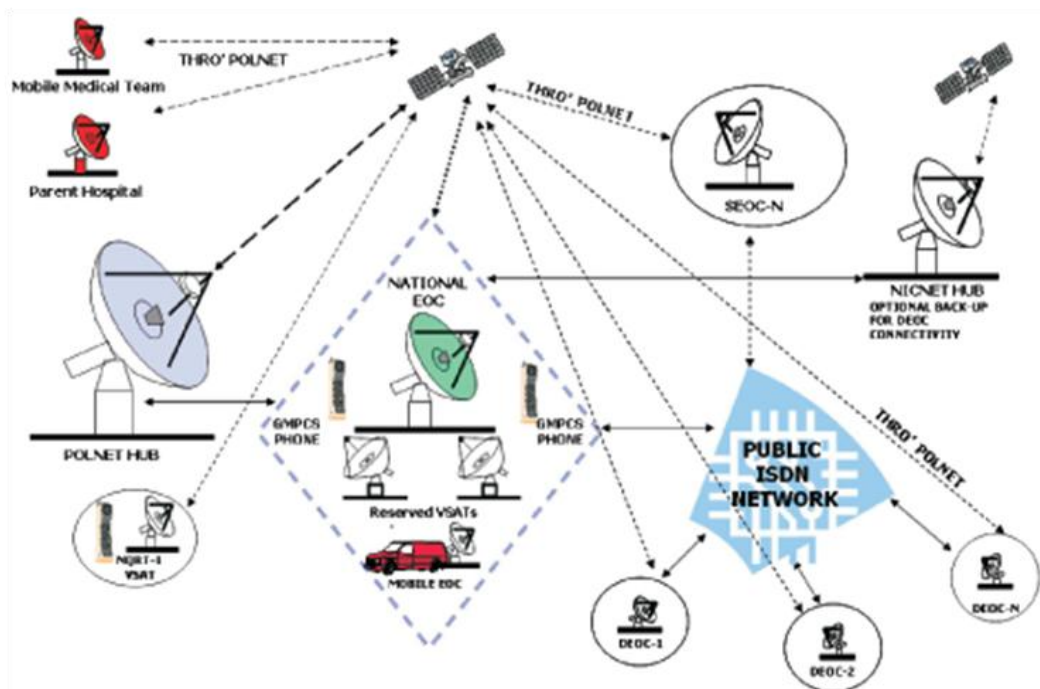 THRO' POLNET
Mobile Medical Team
Parent Hospital
THRO' POLNET
SEOC-N
NICNET HUB
OPTIONAL BACK-UP
FOR DEOC
CONNECTIVITY
NATIONAL
EOC
GMPCS
PHONE
GMPCS
PHONE
POLNET HUB
Reserved VSATs
MOBILE EOC
NQRT-1
VSAT
PUBLIC
ISDN
NETWORK
THRO' POLNET
DEOC-1
DEOC-2
DEOC-N